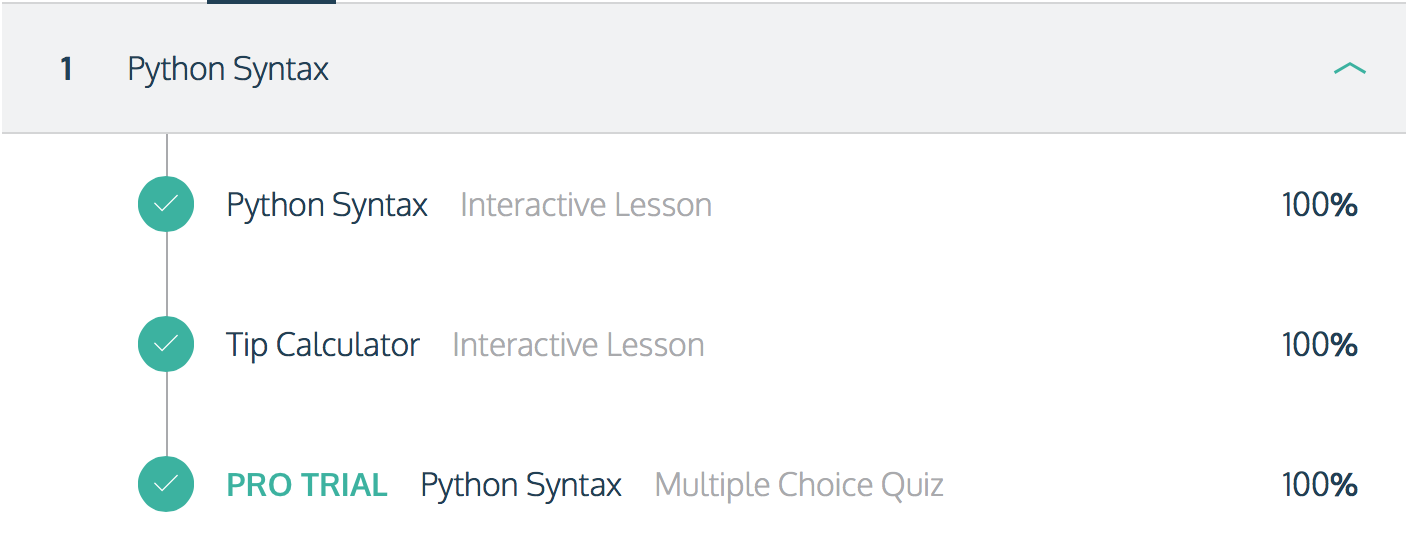 1 Python Syntax
Python Syntax Interactive Lesson 100%
Tip Calculator Interactive Lesson 100%
PRO TRIAL Python Syntax Multiple Choice Quiz 100%